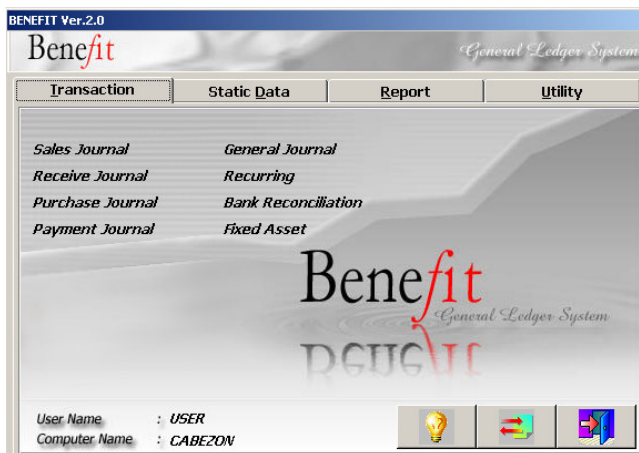 BENEFIT Ver.2.0
Benefit General Ledger System
Transaction Static Data Report Utility
Sales Journal General Journal
Receive Journal Recurring
Purchase Journal Bank Reconciliation
Payment Journal Fixed Asset
Benefit
General Ledger System
User Name : USER
Computer Name : CABEZON